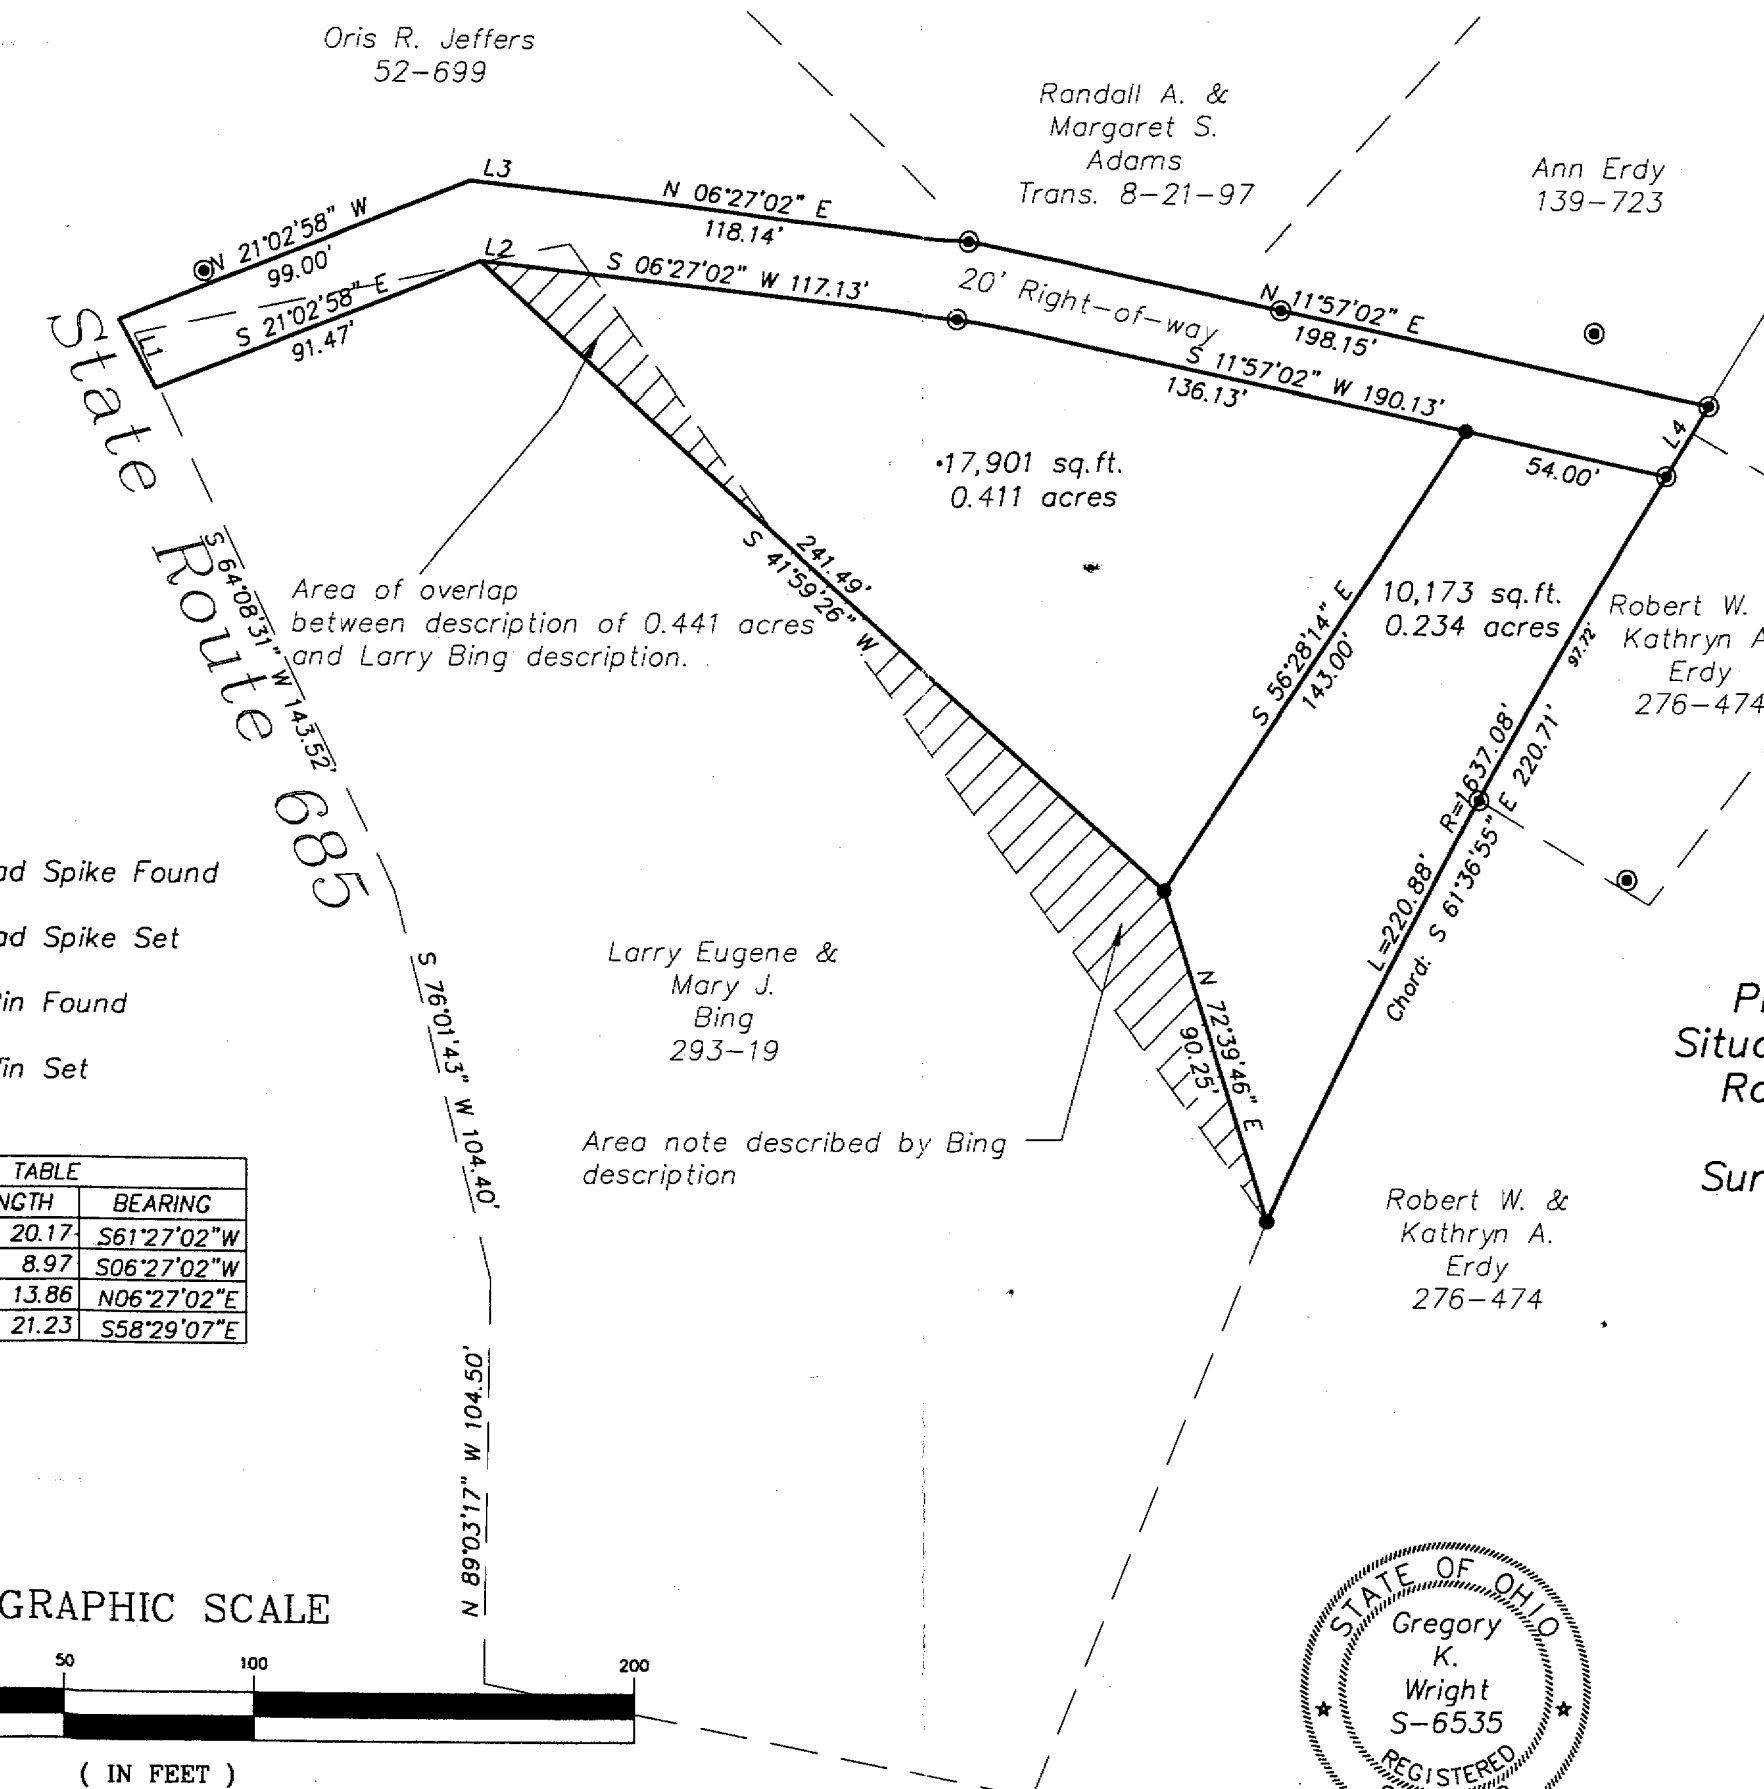 Oris R. Jeffers
52-699
Randall A. &
Margaret S.
Adams
Trans. 8-21-97
Ann Erdy
139-723
L3
N 06°27'02" E
118.14'
N 21°02'58" W
99.00'
L2
S 06°27'02" W 117.13'
20' Right-of-way
N 11°57'02" E
198.15'
S 21°02'58" E
91.47'
L1
S 11°57'02" W 190.13'
136.13'
L4
54.00'
State Route 685
17,901 sq.ft.
0.411 acres
S 64°08'31" W 143.52'
241.49'
S 41°59'26" W
Area of overlap
between description of 0.441 acres
and Larry Bing description.
S 56°28'14" E
143.00'
10,173 sq.ft.
0.234 acres
97.72'
Robert W.
Kathryn A
Erdy
276-474
R=1637.08'
L=220.88'
Chord: S 61°36'55" E 220.71'
ad Spike Found
ad Spike Set
in Found
in Set
Larry Eugene &
Mary J.
Bing
293-19
S 76°01'43" W 104.40'
N 72°39'46" E
90.25'
Area note described by Bing
description
Situa
Ro
Sur
TABLE
NGTH BEARING
20.17 S61°27'02"W
8.97 S06°27'02"W
13.86 N06°27'02"E
21.23 S58°29'07"E
Robert W. &
Kathryn A.
Erdy
276-474
N 89°03'17" W 104.50'
GRAPHIC SCALE
50 100 200
( IN FEET )
STATE OF OHIO
Gregory
K.
Wright
S-6535
REGISTERED